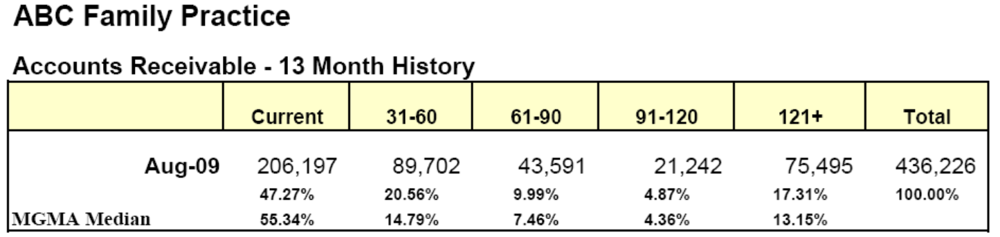 ABC Family Practice
Accounts Receivable - 13 Month History
Current 31-60 61-90 91-120 121+ Total
Aug-09 206,197 89,702 43,591 21,242 75,495 436,226
47.27% 20.56% 9.99% 4.87% 17.31% 100.00%
MGMA Median 55.34% 14.79% 7.46% 4.36% 13.15%